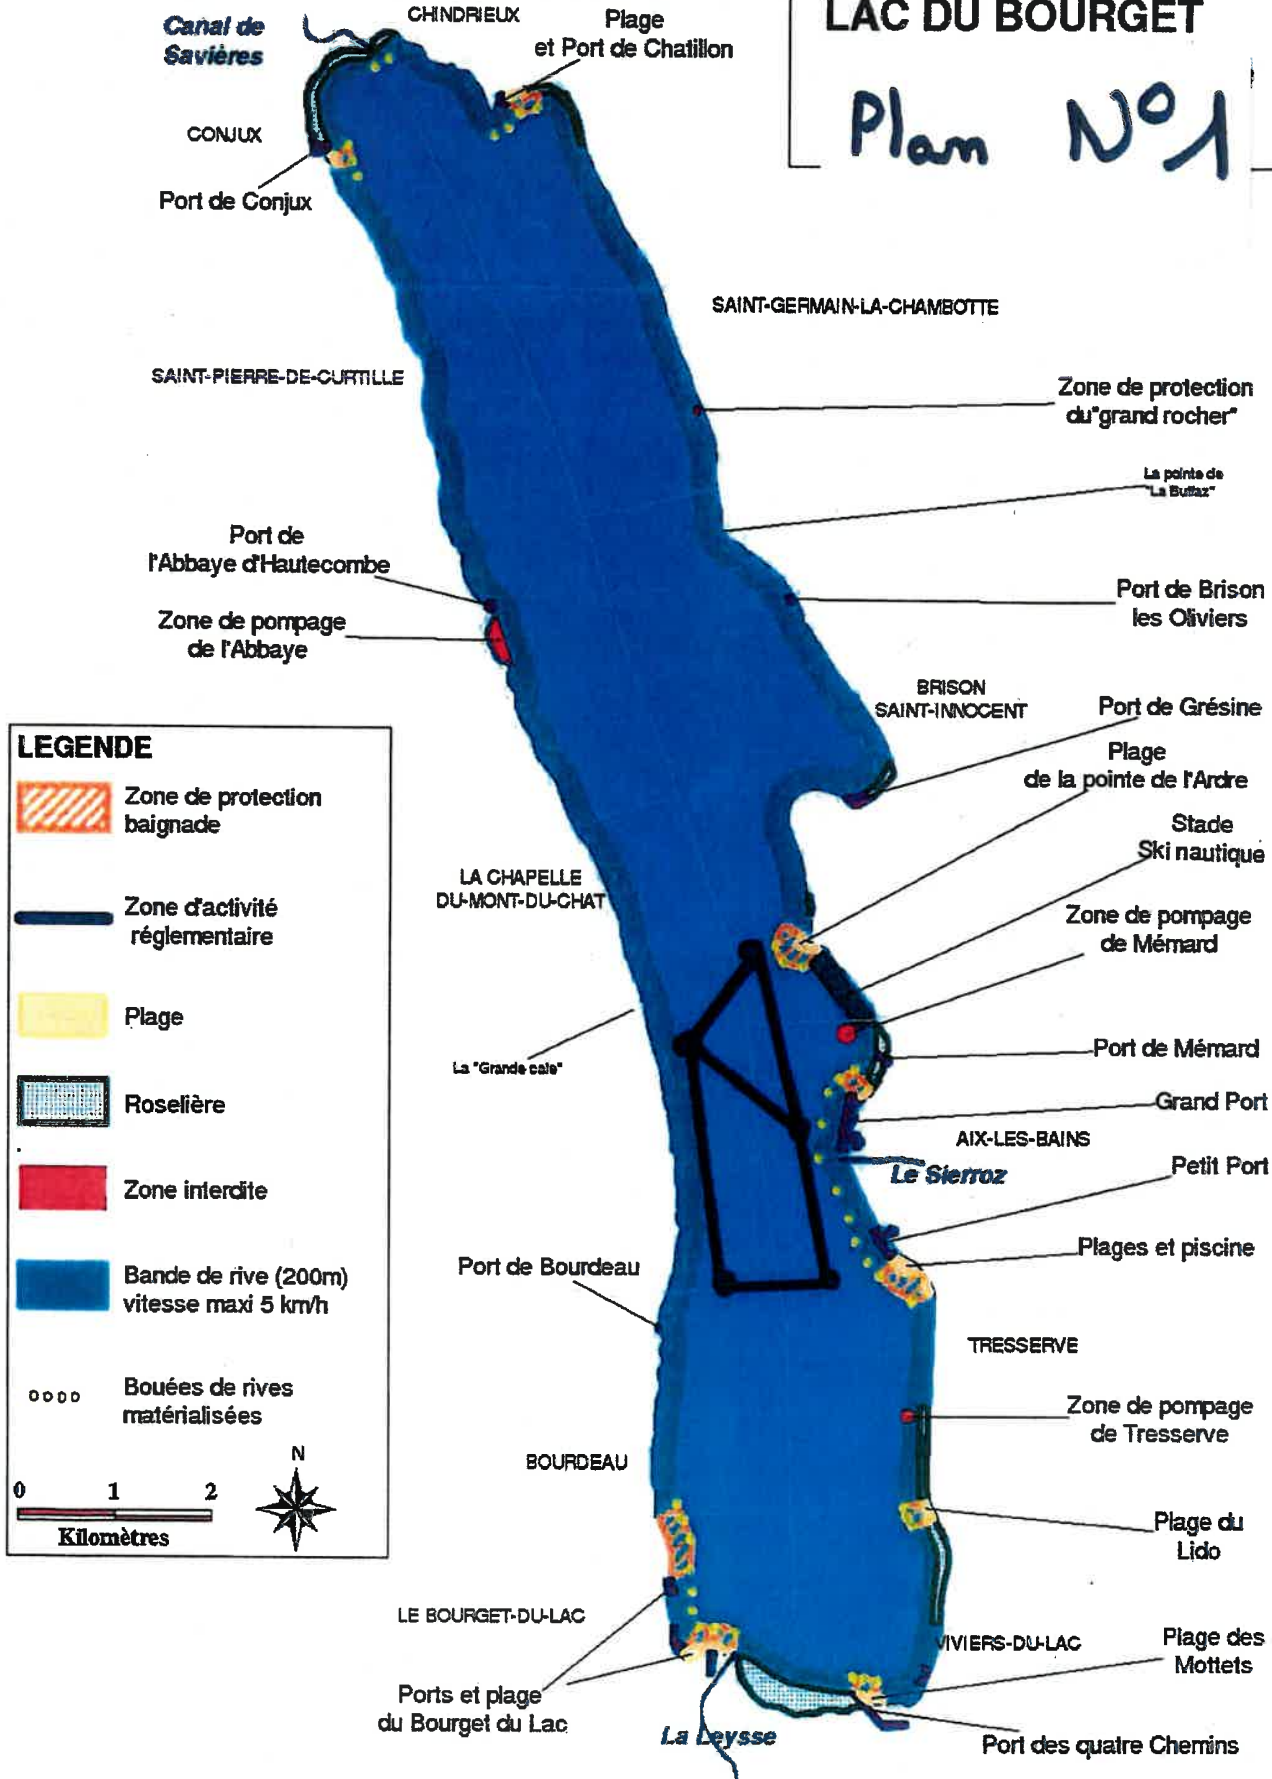 LAC DU BOURGET
Plan N°1
Canal de
Savières
CHINDRIEUX
Plage
et Port de Chatillon
CONJUX
Port de Conjux
SAINT-GERMAIN-LA-CHAMBOTTE
SAINT-PIERRE-DE-CURTILLE
Zone de protection
du"grand rocher"
La pointe de
"La Buffaz"
Port de
l'Abbaye d'Hautecombe
Port de Brison
les Oliviers
Zone de pompage
de l'Abbaye
BRISON
SAINT-INNOCENT
Port de Grésine
Plage
de la pointe de l'Ardre
Stade
Ski nautique
LA CHAPELLE
DU-MONT-DU-CHAT
Zone de pompage
de Mémard
La "Grande cale"
Port de Mémard
Grand Port
AIX-LES-BAINS
Le Sierroz
Petit Port
Plages et piscine
Port de Bourdeau
TRESSERVE
Zone de pompage
de Tresserve
BOURDEAU
Plage du
Lido
LE BOURGET-DU-LAC
VIVIERS-DU-LAC
Plage des
Mottets
Ports et plage
du Bourget du Lac
La Leysse
Port des quatre Chemins
LEGENDE
Zone de protection
baignade
Zone d'activité
réglementaire
Plage
Roselière
Zone interdite
Bande de rive (200m)
vitesse maxi 5 km/h
Bouées de rives
matérialisées
N
0 1 2
Kilomètres